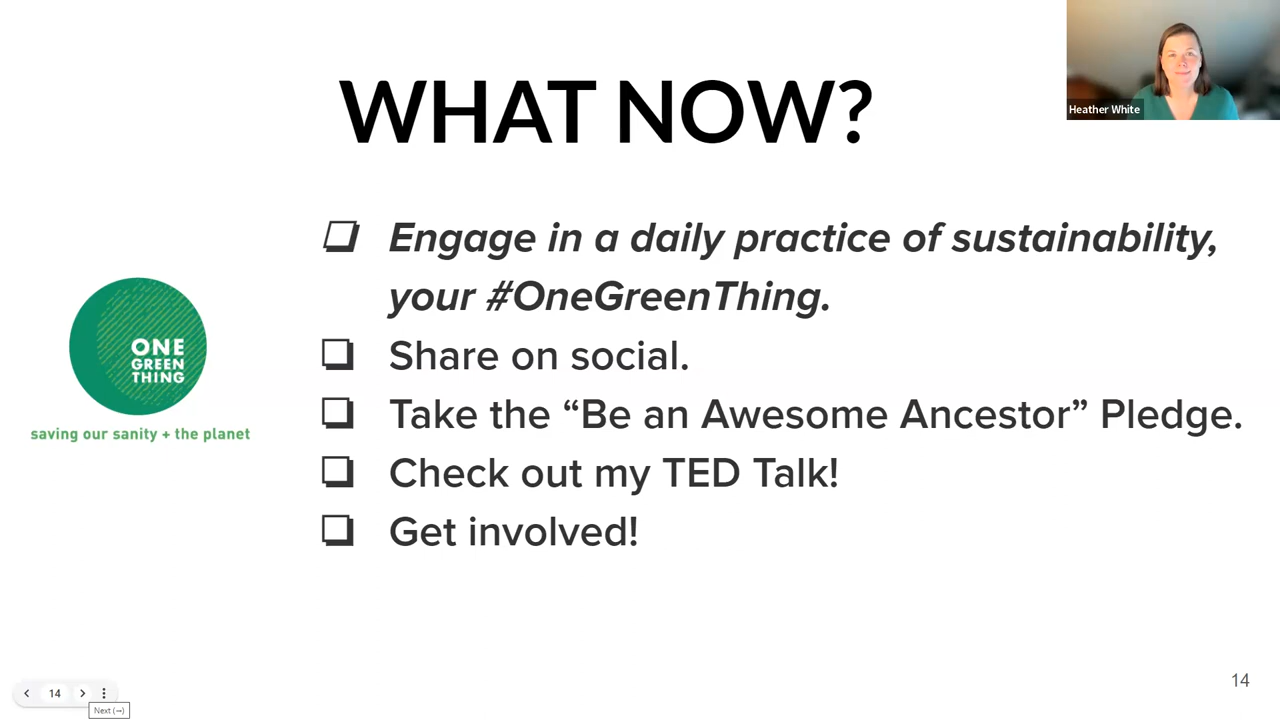 WHAT NOW?
Heather White
Engage in a daily practice of sustainability,
your #OneGreenThing.
Share on social.
Take the “Be an Awesome Ancestor” Pledge.
Check out my TED Talk!
Get involved!
ONE
GREEN
THING
saving our sanity + the planet
14
14
Next (→)